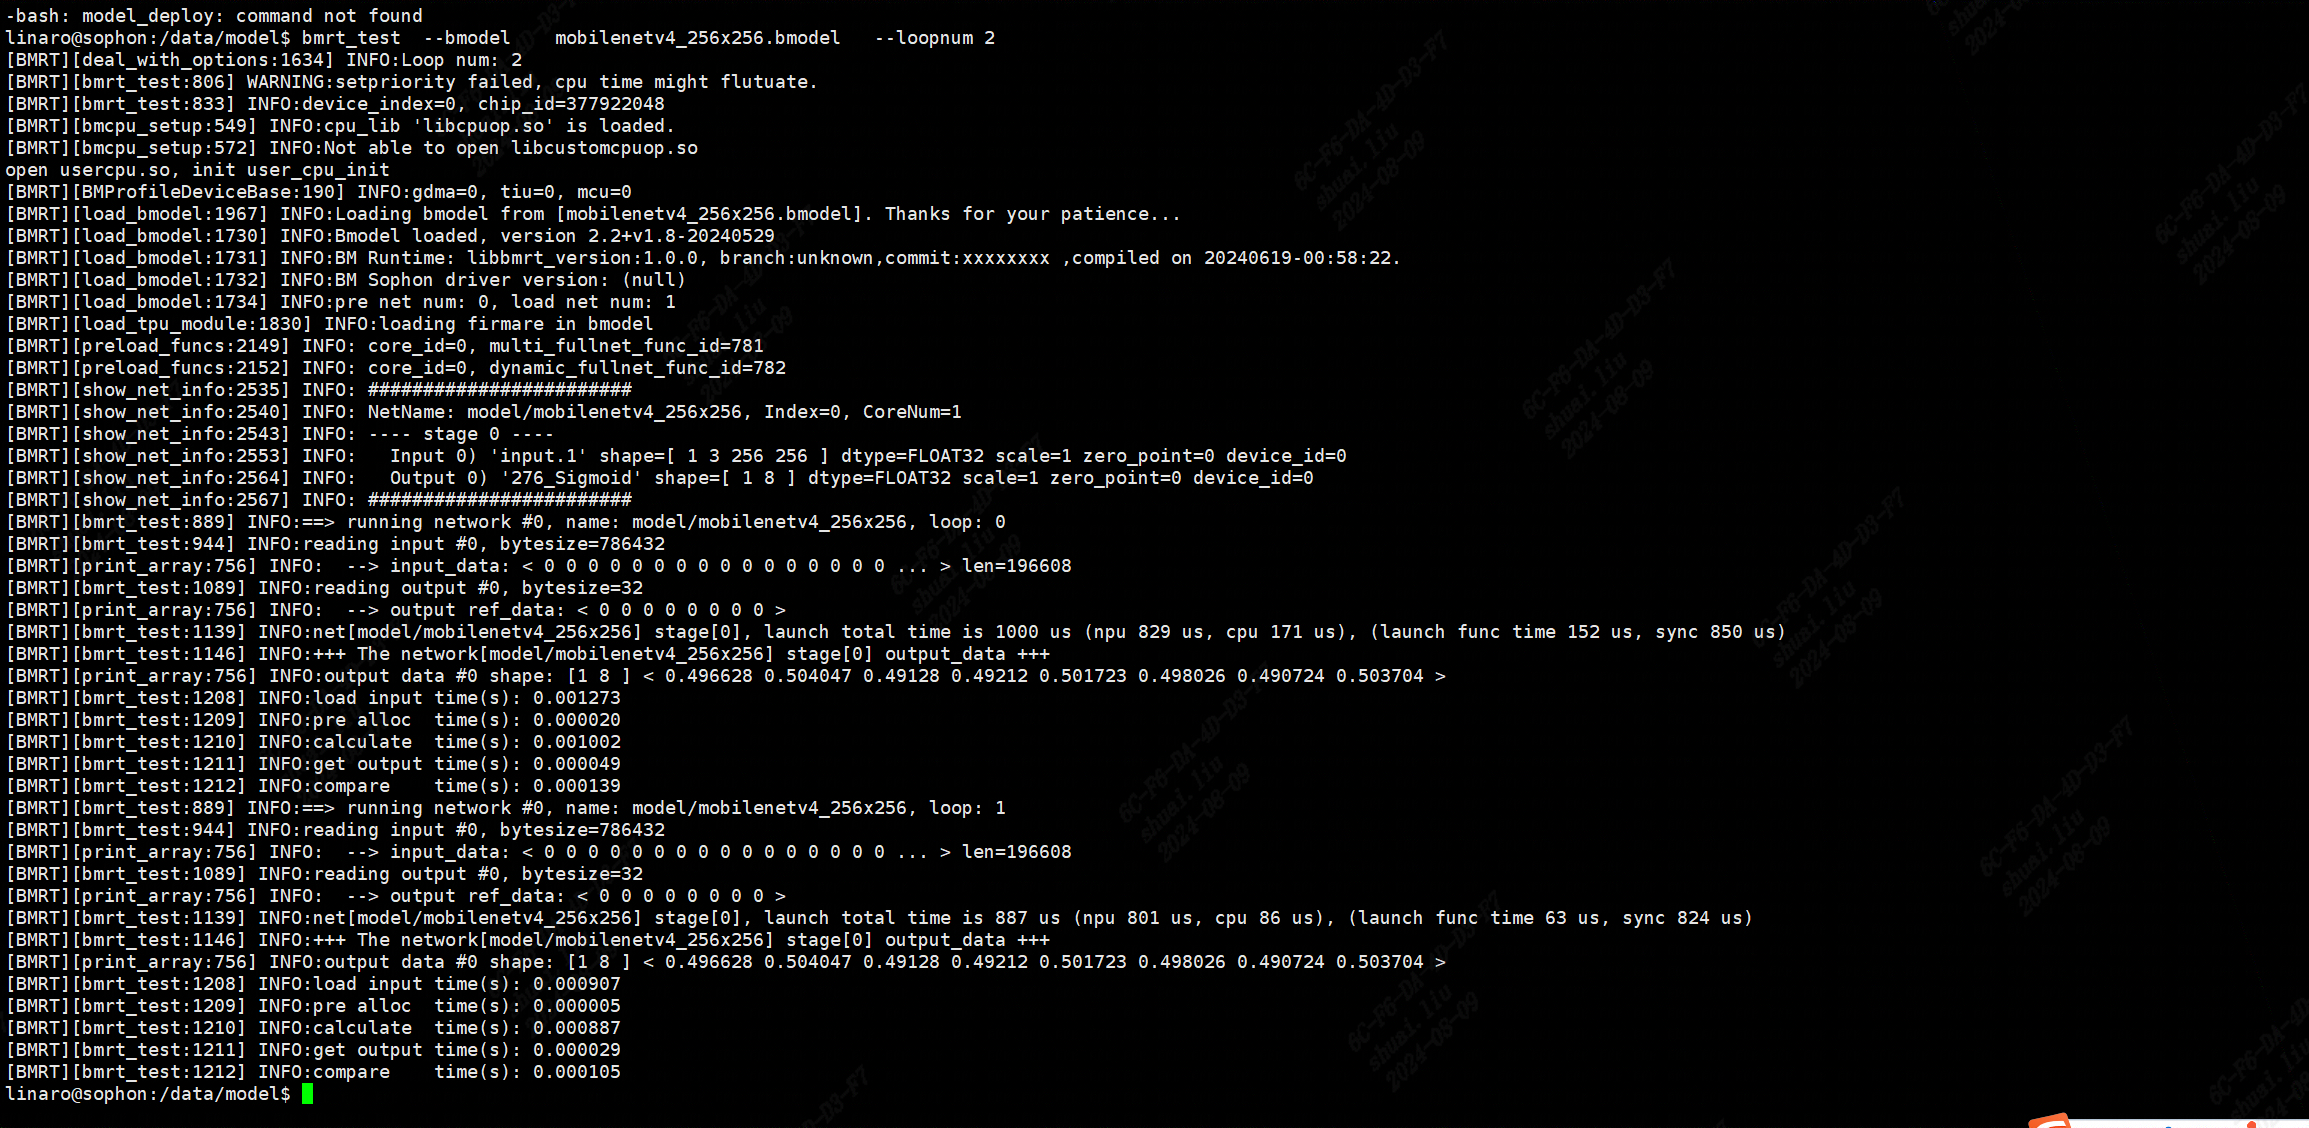 -bash: model_deploy: command not found
linaro@sophon:/data/model$ bmrt_test  --bmodel    mobilenetv4_256x256.bmodel   --loopnum 2
[BMRT][deal_with_options:1634] INFO:Loop num: 2
[BMRT][bmrt_test:806] WARNING:setpriority failed, cpu time might flutuate.
[BMRT][bmrt_test:833] INFO:device_index=0, chip_id=377922048
[BMRT][bmcpu_setup:549] INFO:cpu_lib 'libcpuop.so' is loaded.
[BMRT][bmcpu_setup:572] INFO:Not able to open libcustomcpuop.so
open usercpu.so, init user_cpu_init
[BMRT][BMProfileDeviceBase:190] INFO:gdma=0, tiu=0, mcu=0
[BMRT][load_bmodel:1967] INFO:Loading bmodel from [mobilenetv4_256x256.bmodel]. Thanks for your patience...
[BMRT][load_bmodel:1730] INFO:Bmodel loaded, version 2.2+v1.8-20240529
[BMRT][load_bmodel:1731] INFO:BM Runtime: libbmrt_version:1.0.0, branch:unknown,commit:xxxxxxxx ,compiled on 20240619-00:58:22.
[BMRT][load_bmodel:1732] INFO:BM Sophon driver version: (null)
[BMRT][load_bmodel:1734] INFO:pre net num: 0, load net num: 1
[BMRT][load_tpu_module:1830] INFO:loading firmare in bmodel
[BMRT][preload_funcs:2149] INFO: core_id=0, multi_fullnet_func_id=781
[BMRT][preload_funcs:2152] INFO: core_id=0, dynamic_fullnet_func_id=782
[BMRT][show_net_info:2535] INFO: ########################
[BMRT][show_net_info:2540] INFO: NetName: model/mobilenetv4_256x256, Index=0, CoreNum=1
[BMRT][show_net_info:2543] INFO: ---- stage 0 ----
[BMRT][show_net_info:2553] INFO:   Input 0) 'input.1' shape=[ 1 3 256 256 ] dtype=FLOAT32 scale=1 zero_point=0 device_id=0
[BMRT][show_net_info:2564] INFO:   Output 0) '276_Sigmoid' shape=[ 1 8 ] dtype=FLOAT32 scale=1 zero_point=0 device_id=0
[BMRT][show_net_info:2567] INFO: ########################
[BMRT][bmrt_test:889] INFO:==> running network #0, name: model/mobilenetv4_256x256, loop: 0
[BMRT][bmrt_test:944] INFO:reading input #0, bytesize=786432
[BMRT][print_array:756] INFO:  --> input_data: < 0 0 0 0 0 0 0 0 0 0 0 0 0 0 0 0 ... > len=196608
[BMRT][bmrt_test:1089] INFO:reading output #0, bytesize=32
[BMRT][print_array:756] INFO:  --> output ref_data: < 0 0 0 0 0 0 0 0 >
[BMRT][bmrt_test:1139] INFO:net[model/mobilenetv4_256x256] stage[0], launch total time is 1000 us (npu 829 us, cpu 171 us), (launch func time 152 us, sync 850 us)
[BMRT][bmrt_test:1146] INFO:+++ The network[model/mobilenetv4_256x256] stage[0] output_data +++
[BMRT][print_array:756] INFO:output data #0 shape: [1 8 ] < 0.496628 0.504047 0.49128 0.49212 0.501723 0.498026 0.490724 0.503704 >
[BMRT][bmrt_test:1208] INFO:load input time(s): 0.001273
[BMRT][bmrt_test:1209] INFO:pre alloc  time(s): 0.000020
[BMRT][bmrt_test:1210] INFO:calculate  time(s): 0.001002
[BMRT][bmrt_test:1211] INFO:get output time(s): 0.000049
[BMRT][bmrt_test:1212] INFO:compare    time(s): 0.000139
[BMRT][bmrt_test:889] INFO:==> running network #0, name: model/mobilenetv4_256x256, loop: 1
[BMRT][bmrt_test:944] INFO:reading input #0, bytesize=786432
[BMRT][print_array:756] INFO:  --> input_data: < 0 0 0 0 0 0 0 0 0 0 0 0 0 0 0 0 ... > len=196608
[BMRT][bmrt_test:1089] INFO:reading output #0, bytesize=32
[BMRT][print_array:756] INFO:  --> output ref_data: < 0 0 0 0 0 0 0 0 >
[BMRT][bmrt_test:1139] INFO:net[model/mobilenetv4_256x256] stage[0], launch total time is 887 us (npu 801 us, cpu 86 us), (launch func time 63 us, sync 824 us)
[BMRT][bmrt_test:1146] INFO:+++ The network[model/mobilenetv4_256x256] stage[0] output_data +++
[BMRT][print_array:756] INFO:output data #0 shape: [1 8 ] < 0.496628 0.504047 0.49128 0.49212 0.501723 0.498026 0.490724 0.503704 >
[BMRT][bmrt_test:1208] INFO:load input time(s): 0.000907
[BMRT][bmrt_test:1209] INFO:pre alloc  time(s): 0.000005
[BMRT][bmrt_test:1210] INFO:calculate  time(s): 0.000887
[BMRT][bmrt_test:1211] INFO:get output time(s): 0.000029
[BMRT][bmrt_test:1212] INFO:compare    time(s): 0.000105
linaro@sophon:/data/model$
6C-F6-DA-4D-D3-F7
shuai.liu
2024-08-09